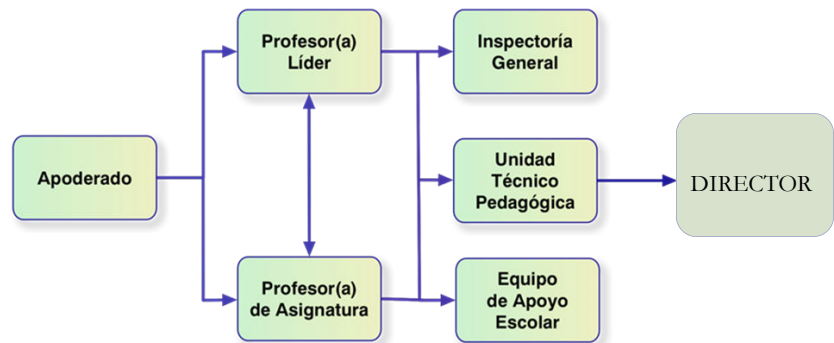 Apoderado
Profesor(a)
Líder
Profesor(a)
de Asignatura
Inspectoría
General
Unidad
Técnico
Pedagógica
Equipo
de Apoyo
Escolar
DIRECTOR